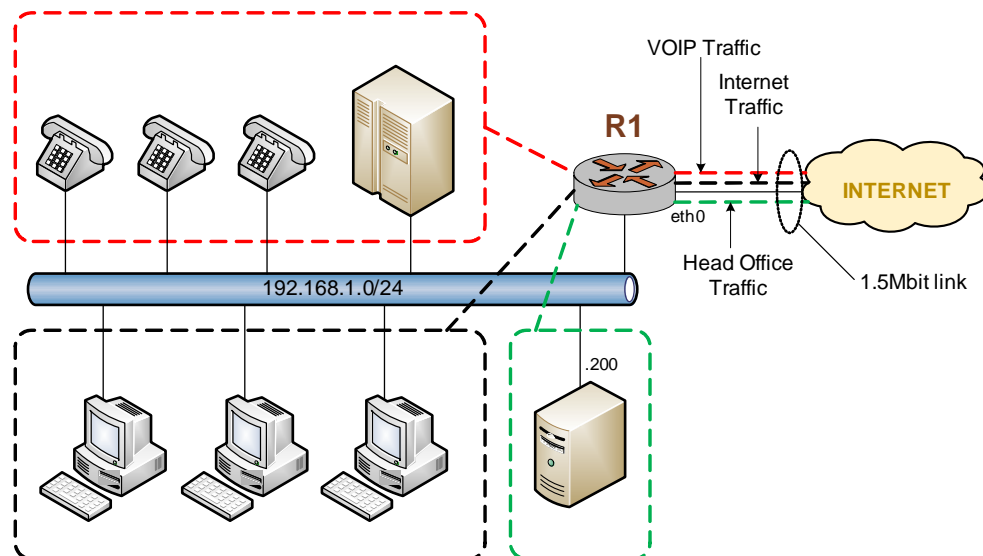 VOIP Traffic
Internet
Traffic
R1
INTERNET
eth0
Head Office
Traffic
1.5Mbit link
192.168.1.0/24
.200